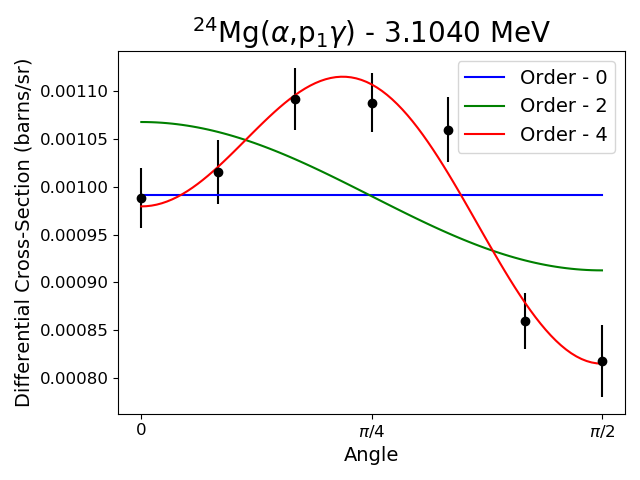 ²⁴Mg(α,p₁γ) - 3.1040 MeV
Differential Cross-Section (barns/sr)
0.00110
0.00105
0.00100
0.00095
0.00090
0.00085
0.00080
Order - 0
Order - 2
Order - 4
0
π/4
π/2
Angle